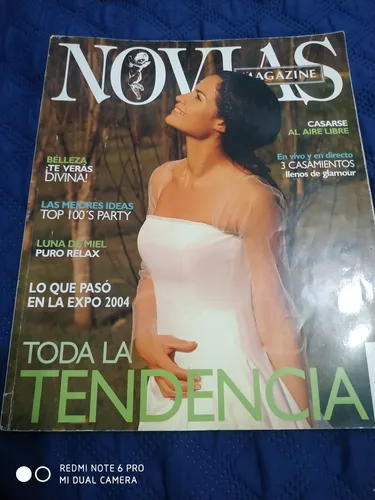 NOVIAS
MAGAZINE
CASARSE
AL AIRE LIBRE
En vivo y en directo
3 CASAMIENTOS
llenos de glamour
BELLEZA
¡TE VERÁS
DIVINA!
LAS MEJORES IDEAS
TOP 100´S PARTY
LUNA DE MIEL
PURO RELAX
LO QUE PASÓ
EN LA EXPO 2004
TODA LA
TENDENCIA
REDMI NOTE 6 PRO
MI DUAL CAMERA